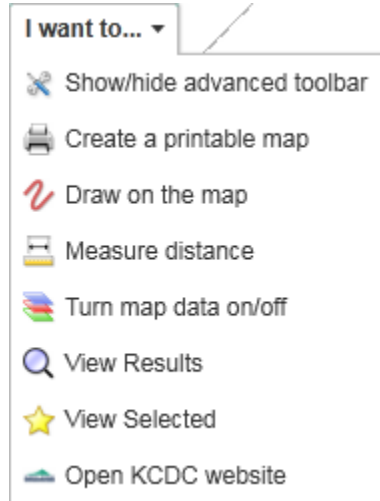 I want to...
Show/hide advanced toolbar
Create a printable map
Draw on the map
Measure distance
Turn map data on/off
View Results
View Selected
Open KCDC website